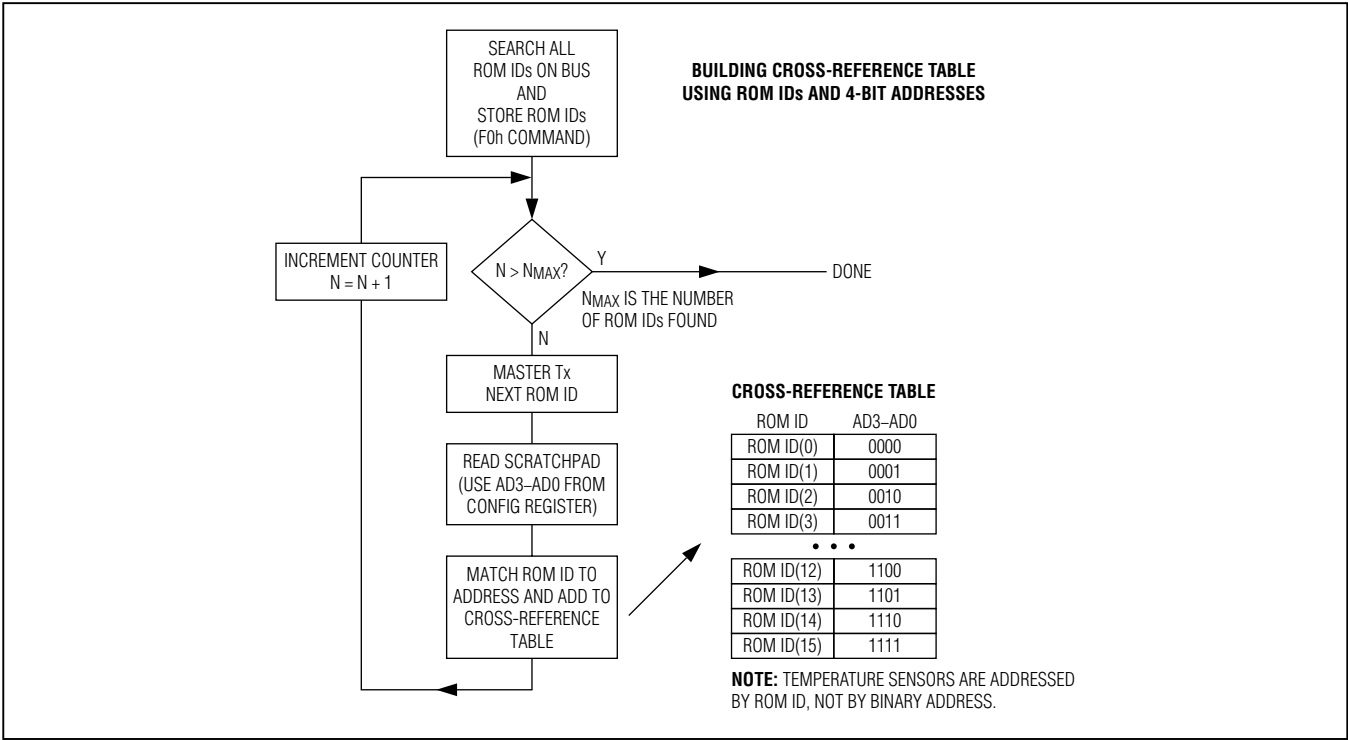 SEARCH ALL
ROM IDs ON BUS
AND
STORE ROM IDs
(F0h COMMAND)
BUILDING CROSS-REFERENCE TABLE
USING ROM IDs AND 4-BIT ADDRESSES
INCREMENT COUNTER
N = N + 1
N > NMAX?
Y
DONE
NMAX IS THE NUMBER
OF ROM IDs FOUND
N
MASTER Tx
NEXT ROM ID
READ SCRATCHPAD
(USE AD3–AD0 FROM
CONFIG REGISTER)
MATCH ROM ID TO
ADDRESS AND ADD TO
CROSS-REFERENCE
TABLE
CROSS-REFERENCE TABLE
ROM ID AD3–AD0
ROM ID(0) 0000
ROM ID(1) 0001
ROM ID(2) 0010
ROM ID(3) 0011
• • •
ROM ID(12) 1100
ROM ID(13) 1101
ROM ID(14) 1110
ROM ID(15) 1111
NOTE: TEMPERATURE SENSORS ARE ADDRESSED
BY ROM ID, NOT BY BINARY ADDRESS.